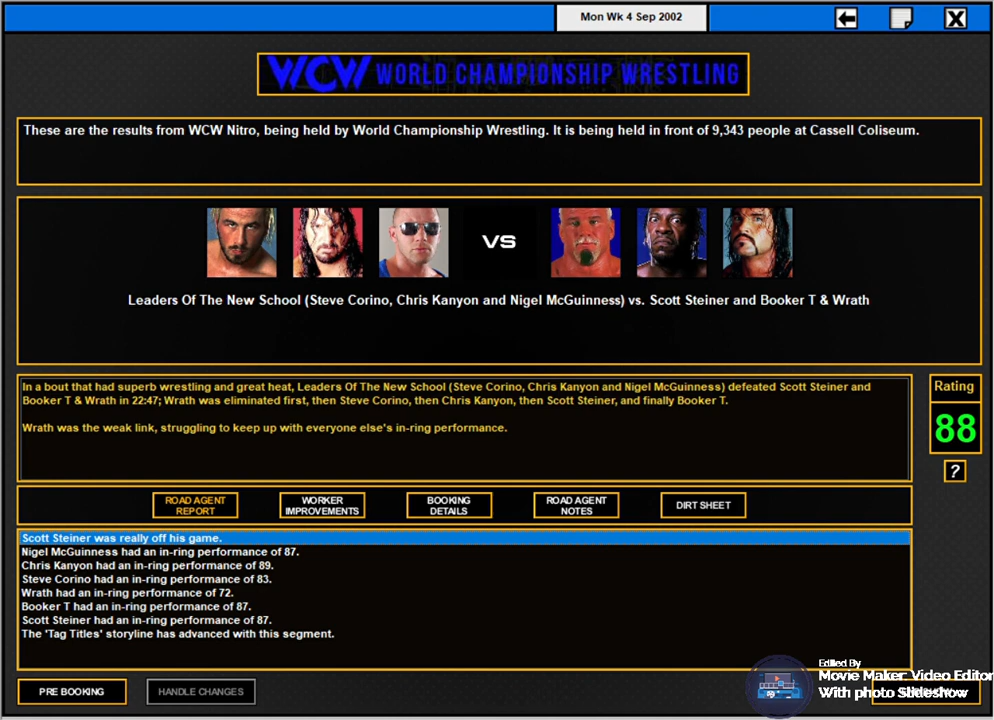 Mon Wk 4 Sep 2002
WCW WORLD CHAMPIONSHIP WRESTLING
These are the results from WCW Nitro, being held by World Championship Wrestling. It is being held in front of 9,343 people at Cassell Coliseum.
VS
Leaders Of The New School (Steve Corino, Chris Kanyon and Nigel McGuinness) vs. Scott Steiner and Booker T & Wrath
In a bout that had superb wrestling and great heat, Leaders Of The New School (Steve Corino, Chris Kanyon and Nigel McGuinness) defeated Scott Steiner and
Booker T & Wrath in 22:47; Wrath was eliminated first, then Steve Corino, then Chris Kanyon, then Scott Steiner, and finally Booker T.
Wrath was the weak link, struggling to keep up with everyone else's in-ring performance.
Rating
88
?
ROAD AGENT REPORT
WORKER IMPROVEMENTS
BOOKING DETAILS
ROAD AGENT NOTES
DIRT SHEET
Scott Steiner was really off his game.
Nigel McGuinness had an in-ring performance of 87.
Chris Kanyon had an in-ring performance of 89.
Steve Corino had an in-ring performance of 83.
Wrath had an in-ring performance of 72.
Booker T had an in-ring performance of 87.
Scott Steiner had an in-ring performance of 87.
The 'Tag Titles' storyline has advanced with this segment.
PRE BOOKING
HANDLE CHANGES
Edited By
Movie Maker: Video Editor
With photo Slideshow